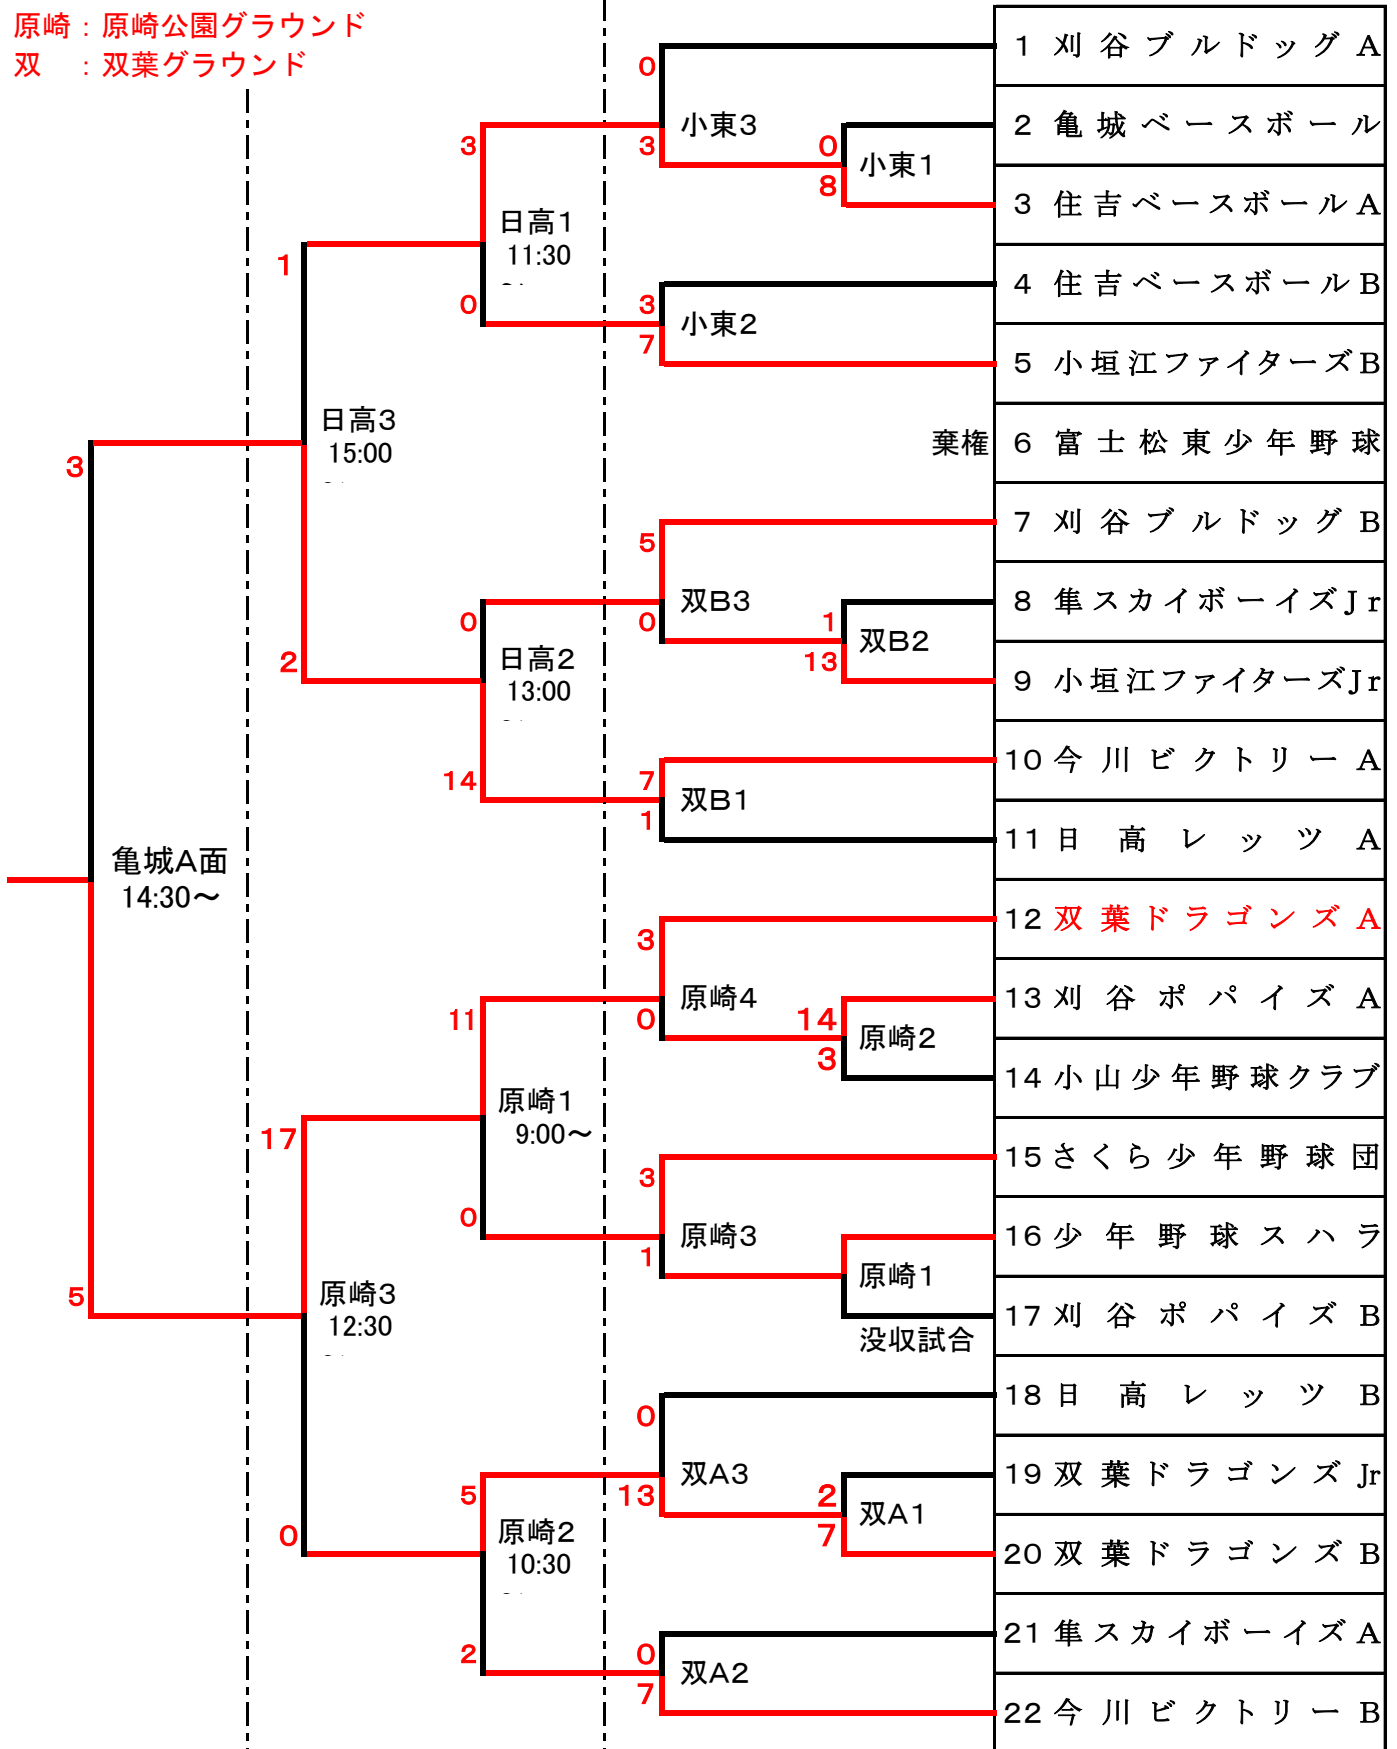 原崎：原崎公園グラウンド
双　：双葉グラウンド
1 刈谷ブルドッグA
0
小東3
2 亀城ベースボール
3
3
0
小東1
8
3 住吉ベースボールA
日高1
11:30
1
4 住吉ベースボールB
0
3
小東2
7
5 小垣江ファイターズB
日高3
15:00
棄権
6 富士松東少年野球
3
7 刈谷ブルドッグB
5
双B3
8 隼スカイボーイズJr
0
0
1
双B2
2
日高2
13:00
13
9 小垣江ファイターズJr
10 今川ビクトリーA
14
7
双B1
1
11 日高レッツA
亀城A面
14:30～
12 双葉ドラゴンズA
3
原崎4
13 刈谷ポパイズA
11
0
14
原崎2
3
14 小山少年野球クラブ
原崎1
9:00～
17
15 さくら少年野球団
3
0
原崎3
16 少年野球スハラ
1
原崎1
5
原崎3
12:30
17 刈谷ポパイズB
没収試合
18 日高レッツB
0
双A3
19 双葉ドラゴンズJr
5
13
2
双A1
7
0
原崎2
10:30
20 双葉ドラゴンズB
21 隼スカイボーイズA
2
0
双A2
7
22 今川ビクトリーB